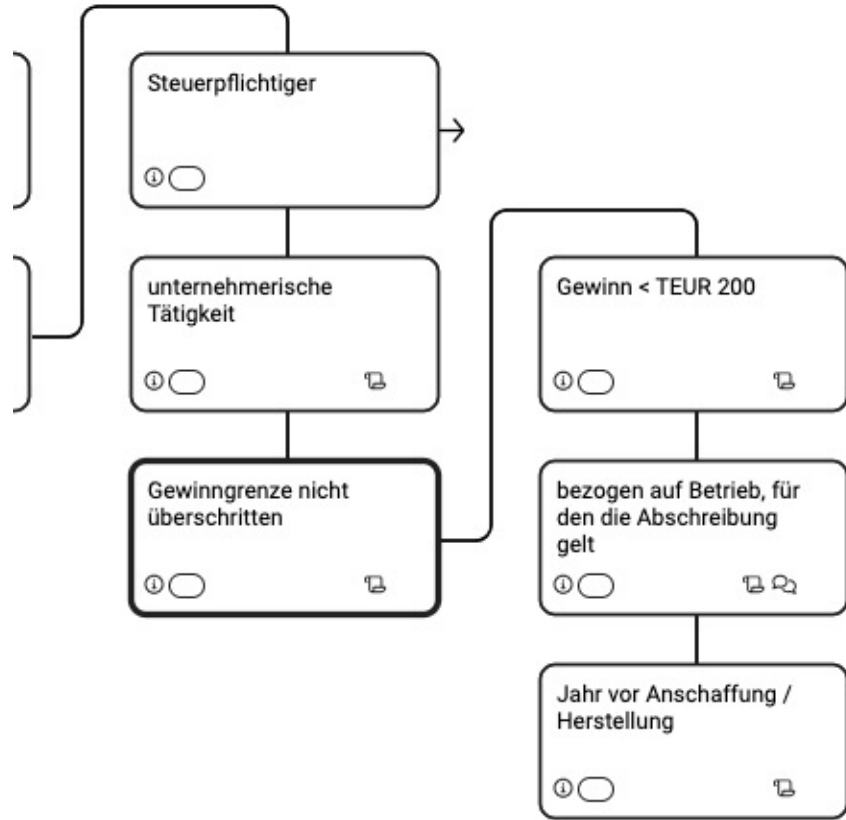 Steuerpflichtiger
unternehmerische
Tätigkeit
Gewinngrenze nicht
überschritten
Gewinn < TEUR 200
bezogen auf Betrieb, für
den die Abschreibung
gelt
Jahr vor Anschaffung /
Herstellung